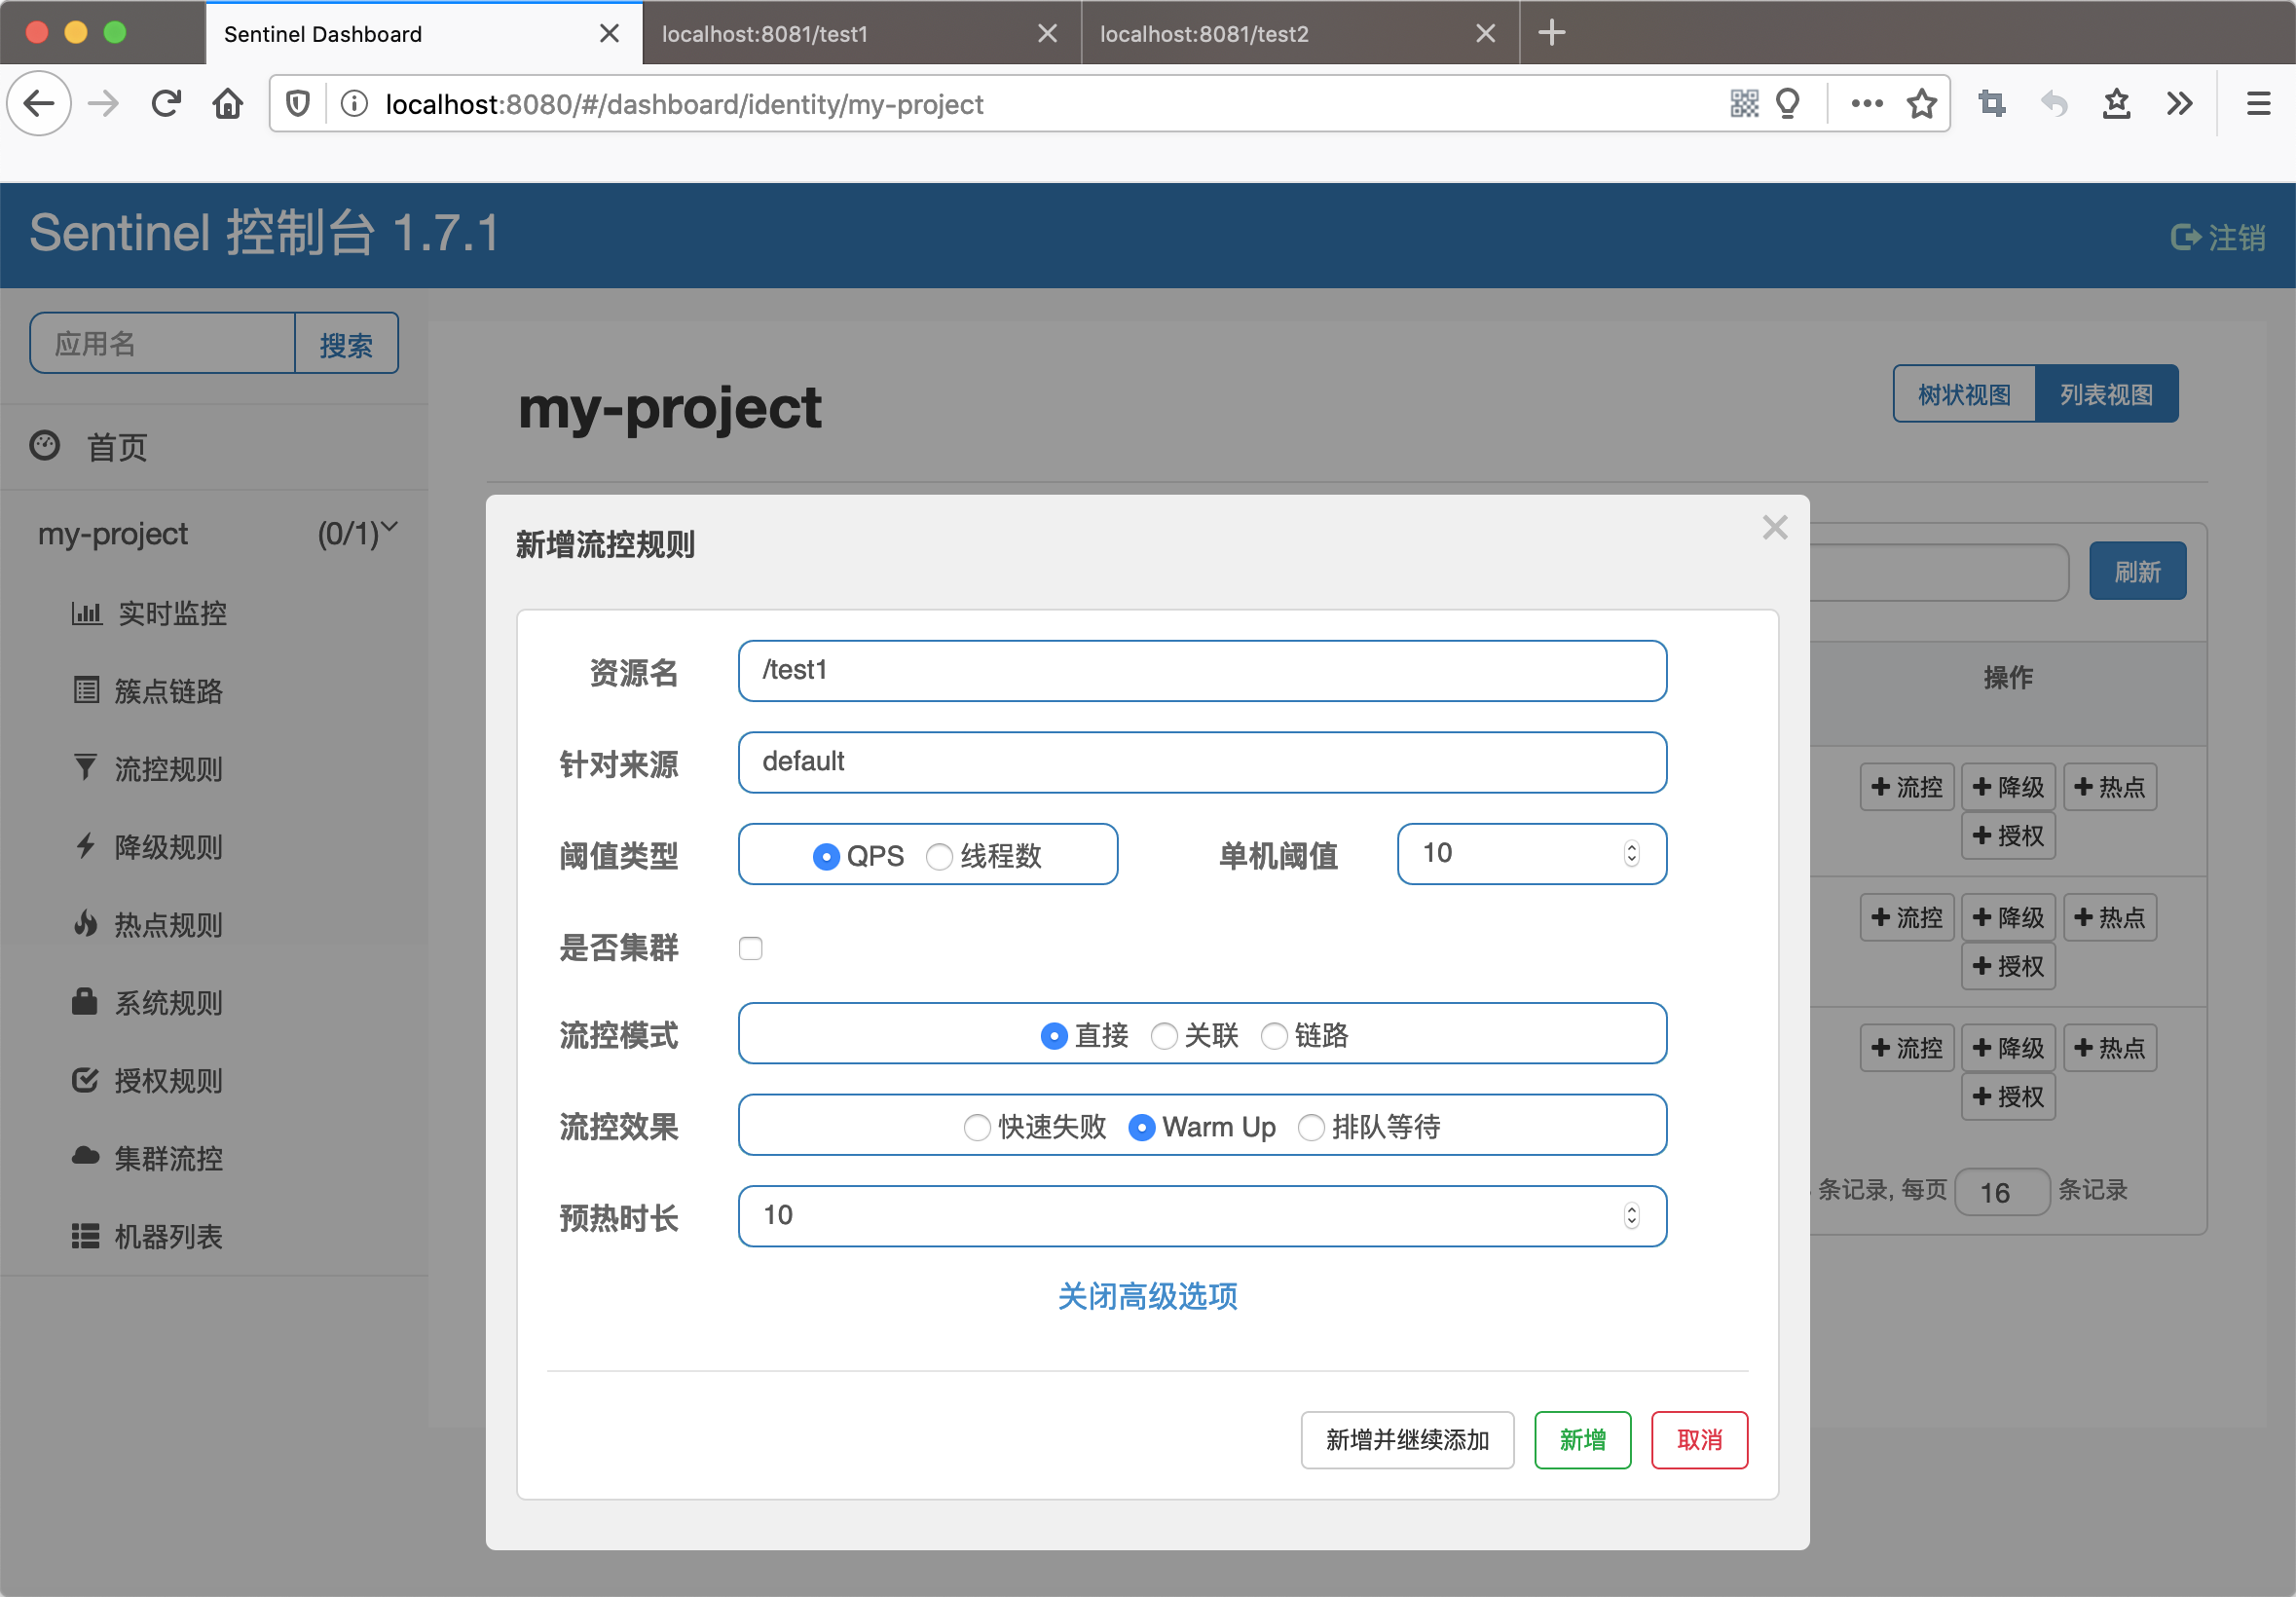 Sentinel Dashboard
localhost:8081/test1
localhost:8081/test2
localhost:8080/#/dashboard/identity/my-project
Sentinel 控制台 1.7.1
注销
应用名
搜索
首页
my-project (0/1)
实时监控
簇点链路
流控规则
降级规则
热点规则
系统规则
授权规则
集群流控
机器列表
my-project
树状视图
列表视图
刷新
操作
流控 降级 热点
授权
流控 降级 热点
授权
流控 降级 热点
授权
条记录, 每页 16 条记录
新增流控规则
资源名 /test1
针对来源 default
阈值类型 QPS 线程数 单机阈值 10
是否集群
流控模式 直接 关联 链路
流控效果 快速失败 Warm Up 排队等待
预热时长 10
关闭高级选项
新增并继续添加 新增 取消